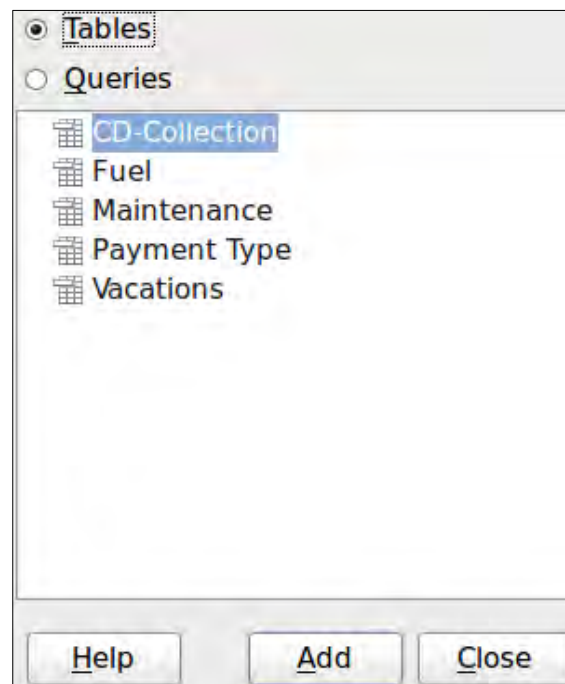 Tables
Queries
CD-Collection
Fuel
Maintenance
Payment Type
Vacations
Help Add Close